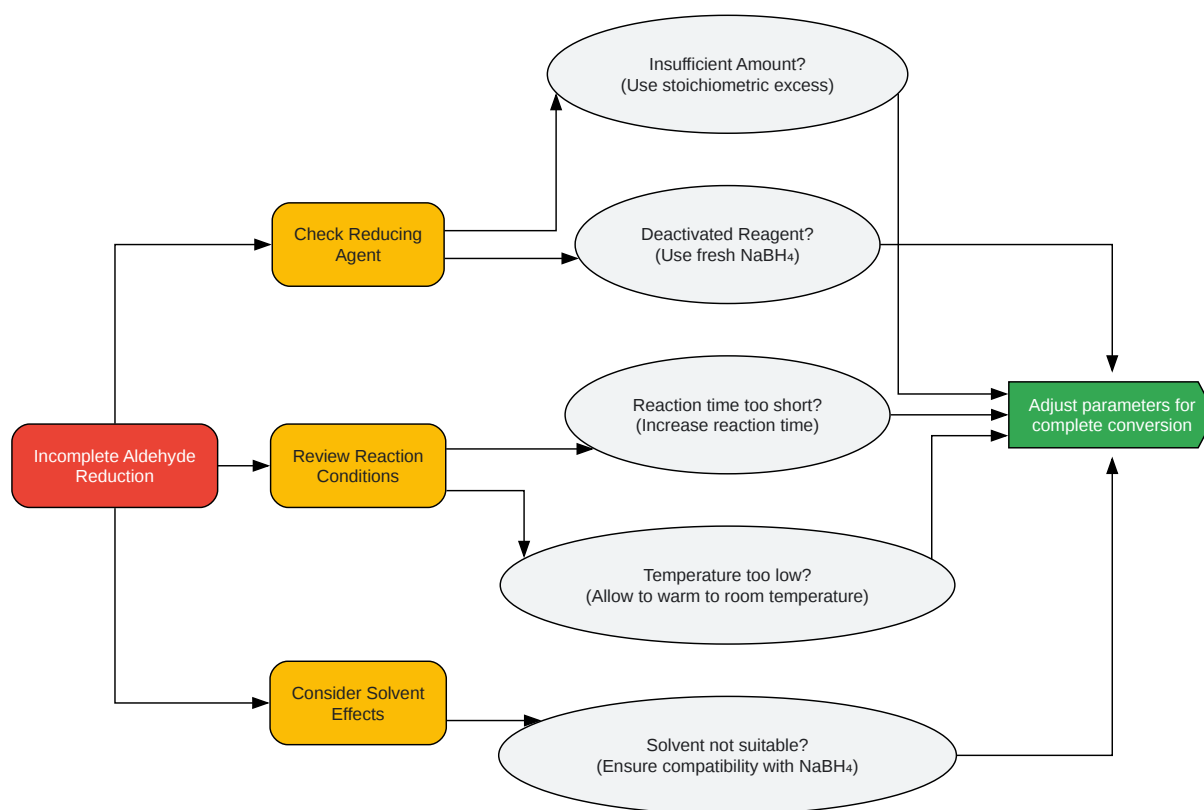 Insufficient Amount?
(Use stoichiometric excess)
Check Reducing
Agent
Deactivated Reagent?
(Use fresh NaBH₄)
Reaction time too short?
(Increase reaction time)
Adjust parameters for
complete conversion
Incomplete Aldehyde
Reduction
Review Reaction
Conditions
Temperature too low?
(Allow to warm to room temperature)
Consider Solvent
Effects
Solvent not suitable?
(Ensure compatibility with NaBH₄)